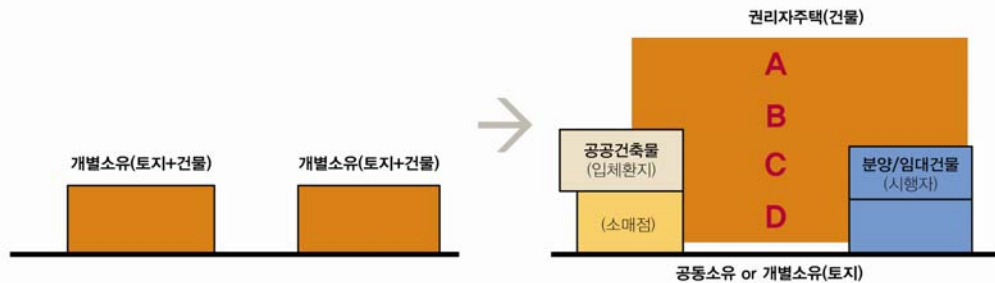 개별소유(토지+건물)
개별소유(토지+건물)
권리자주택(건물)
A
B
공공건축물
(입체환지)
C
분양/임대건물
(시행자)
(소매점)
D
공동소유 or 개별소유(토지)